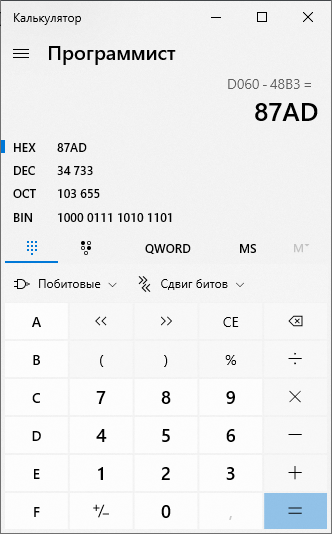 Калькулятор
Программист
D060 - 48B3 =
87AD
HEX 87AD
DEC 34 733
OCT 103 655
BIN 1000 0111 1010 1101
QWORD MS M˅
Побитовые Сдвиг битов
A << >> CE
B ( ) % ÷
C 7 8 9 ×
D 4 5 6 −
E 1 2 3 +
F +/− 0 , =